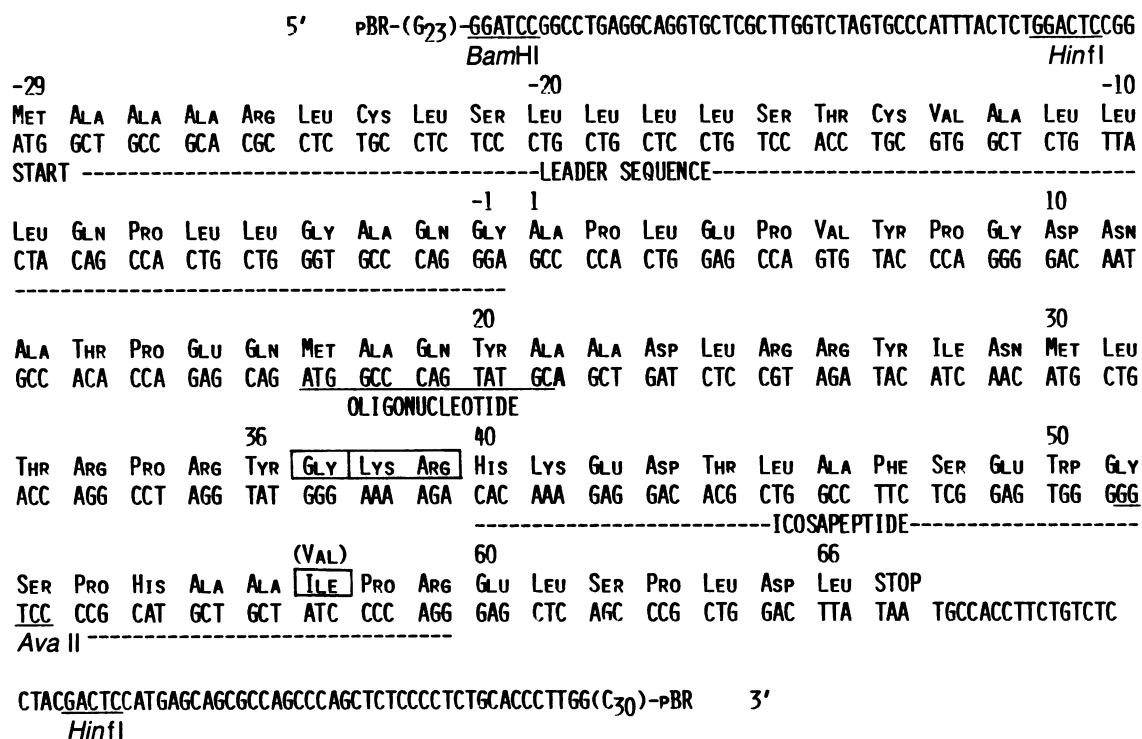 5′ pBR-(G23)-GGATCCGGCCTGAGGCAGGTGCTCGCTTGGTCTAGTGCCCATTTACTCTGGACTCCGG
BamHI HinfI
-29 -20 -10
MET ALA ALA ALA ARG LEU CYS LEU SER LEU LEU LEU LEU SER THR CYS VAL ALA LEU LEU
ATG GCT GCC GCA CGC CTC TGC CTC TCC CTG CTG CTC CTG TCC ACC TGC GTG GCT CTG TTA
START ----------LEADER SEQUENCE----------
-1 1 10
LEU GLN PRO LEU LEU GLY ALA GLN GLY ALA PRO LEU GLU PRO VAL TYR PRO GLY ASP ASN
CTA CAG CCA CTG CTG GGT GCC CAG GGA GCC CCA CTG GAG CCA GTG TAC CCA GGG GAC AAT
20 30
ALA THR PRO GLU GLN MET ALA GLN TYR ALA ALA ASP LEU ARG ARG TYR ILE ASN MET LEU
GCC ACA CCA GAG CAG ATG GCC CAG TAT GCA GCT GAT CTC CGT AGA TAC ATC AAC ATG CTG
OLIGONUCLEOTIDE
36 40 50
THR ARG PRO ARG TYR GLY LYS ARG HIS LYS GLU ASP THR LEU ALA PHE SER GLU TRP GLY
ACC AGG CCT AGG TAT GGG AAA AGA CAC AAA GAG GAC ACG CTG GCC TTC TCG GAG TGG GGG
----------ICOSAPEPTIDE----------
(VAL) 60 66
SER PRO HIS ALA ALA ILE PRO ARG GLU LEU SER PRO LEU ASP LEU STOP
TCC CCG CAT GCT GCT ATC CCC AGG GAG CTC AGC CCG CTG GAC TTA TAA TGCCACCTTCTGTCTC
Ava II
CTACGACTCCATGAGCAGCGCCAGCCCAGCTCTCCCCTCTGCACCCTTGG(C30)-pBR 3′
HinfI